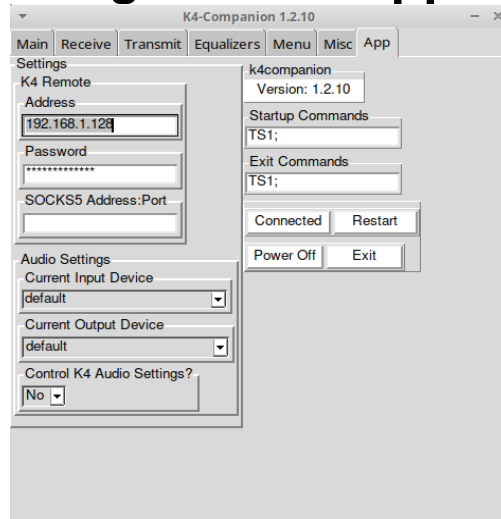 K4-Companion 1.2.10
Main Receive Transmit Equalizers Menu Misc App
Settings
K4 Remote
Address
192.168.1.128
Password
*************
SOCKS5 Address:Port
Audio Settings
Current Input Device
default
Current Output Device
default
Control K4 Audio Settings?
No
k4companion
Version: 1.2.10
Startup Commands
TS1;
Exit Commands
TS1;
Connected Restart
Power Off Exit